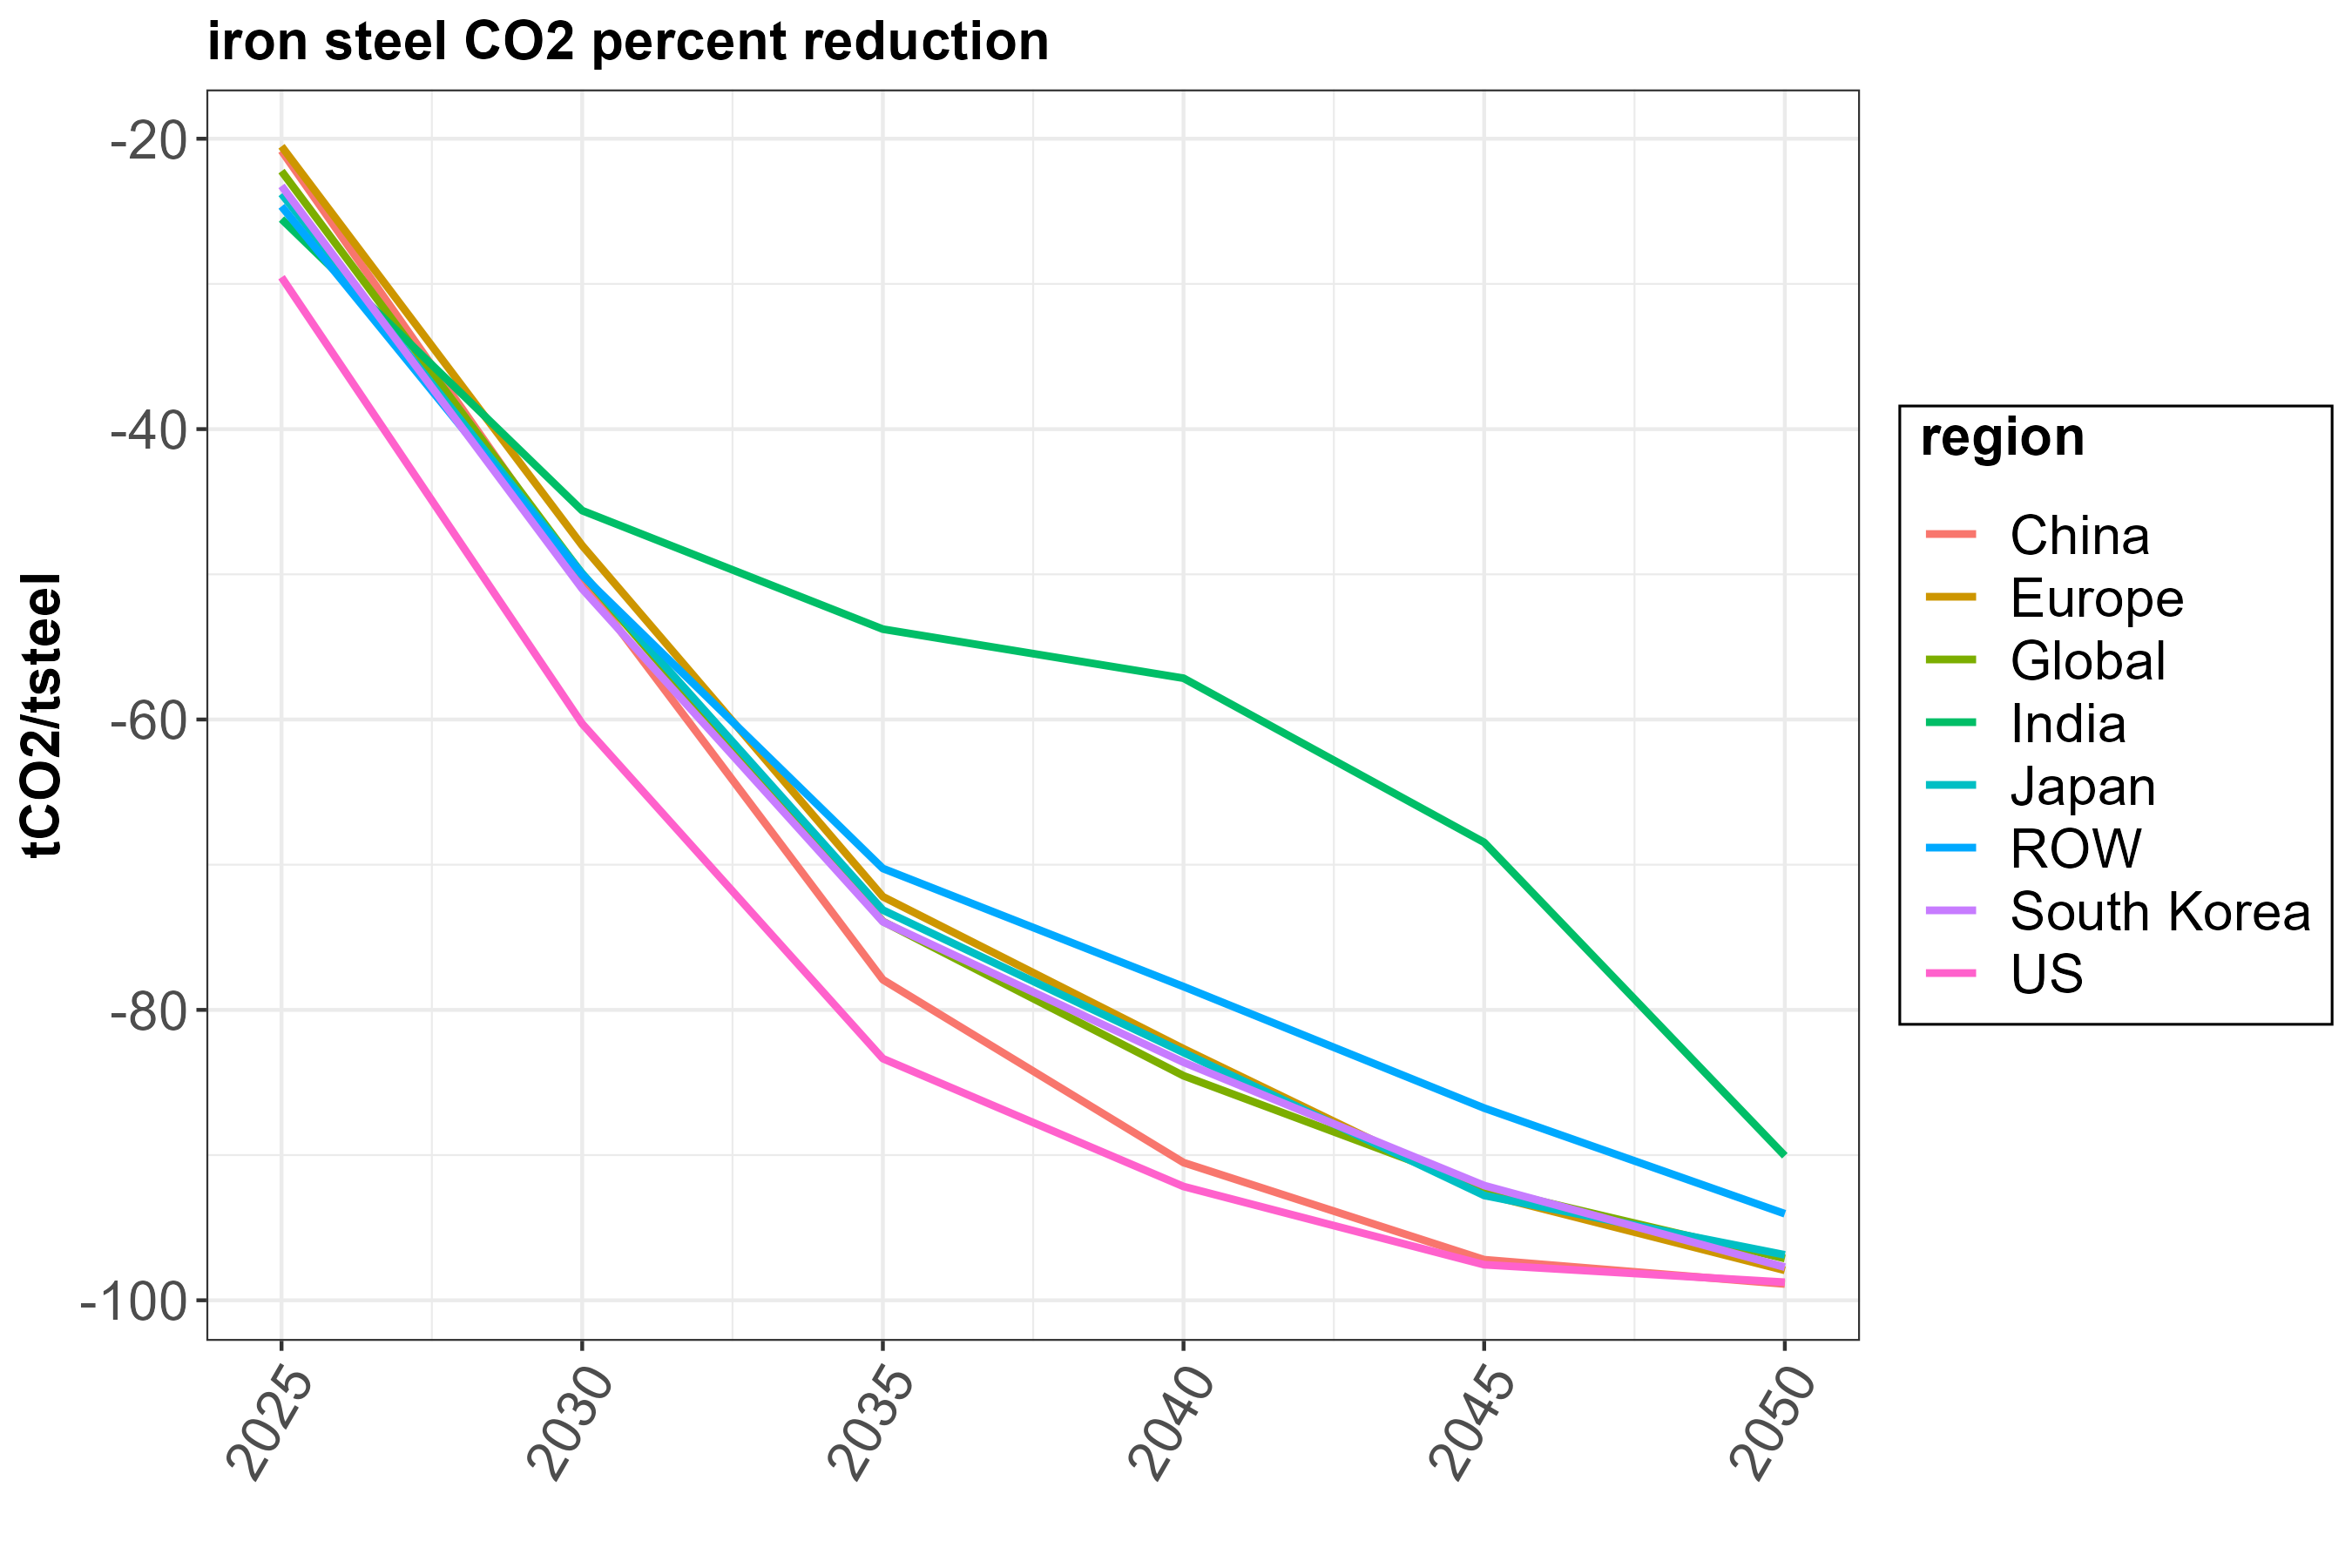 iron steel CO2 percent reduction
tCO2/tsteel
-20
-40
-60
-80
-100
2025
2030
2035
2040
2045
2050
region
China
Europe
Global
India
Japan
ROW
South Korea
US